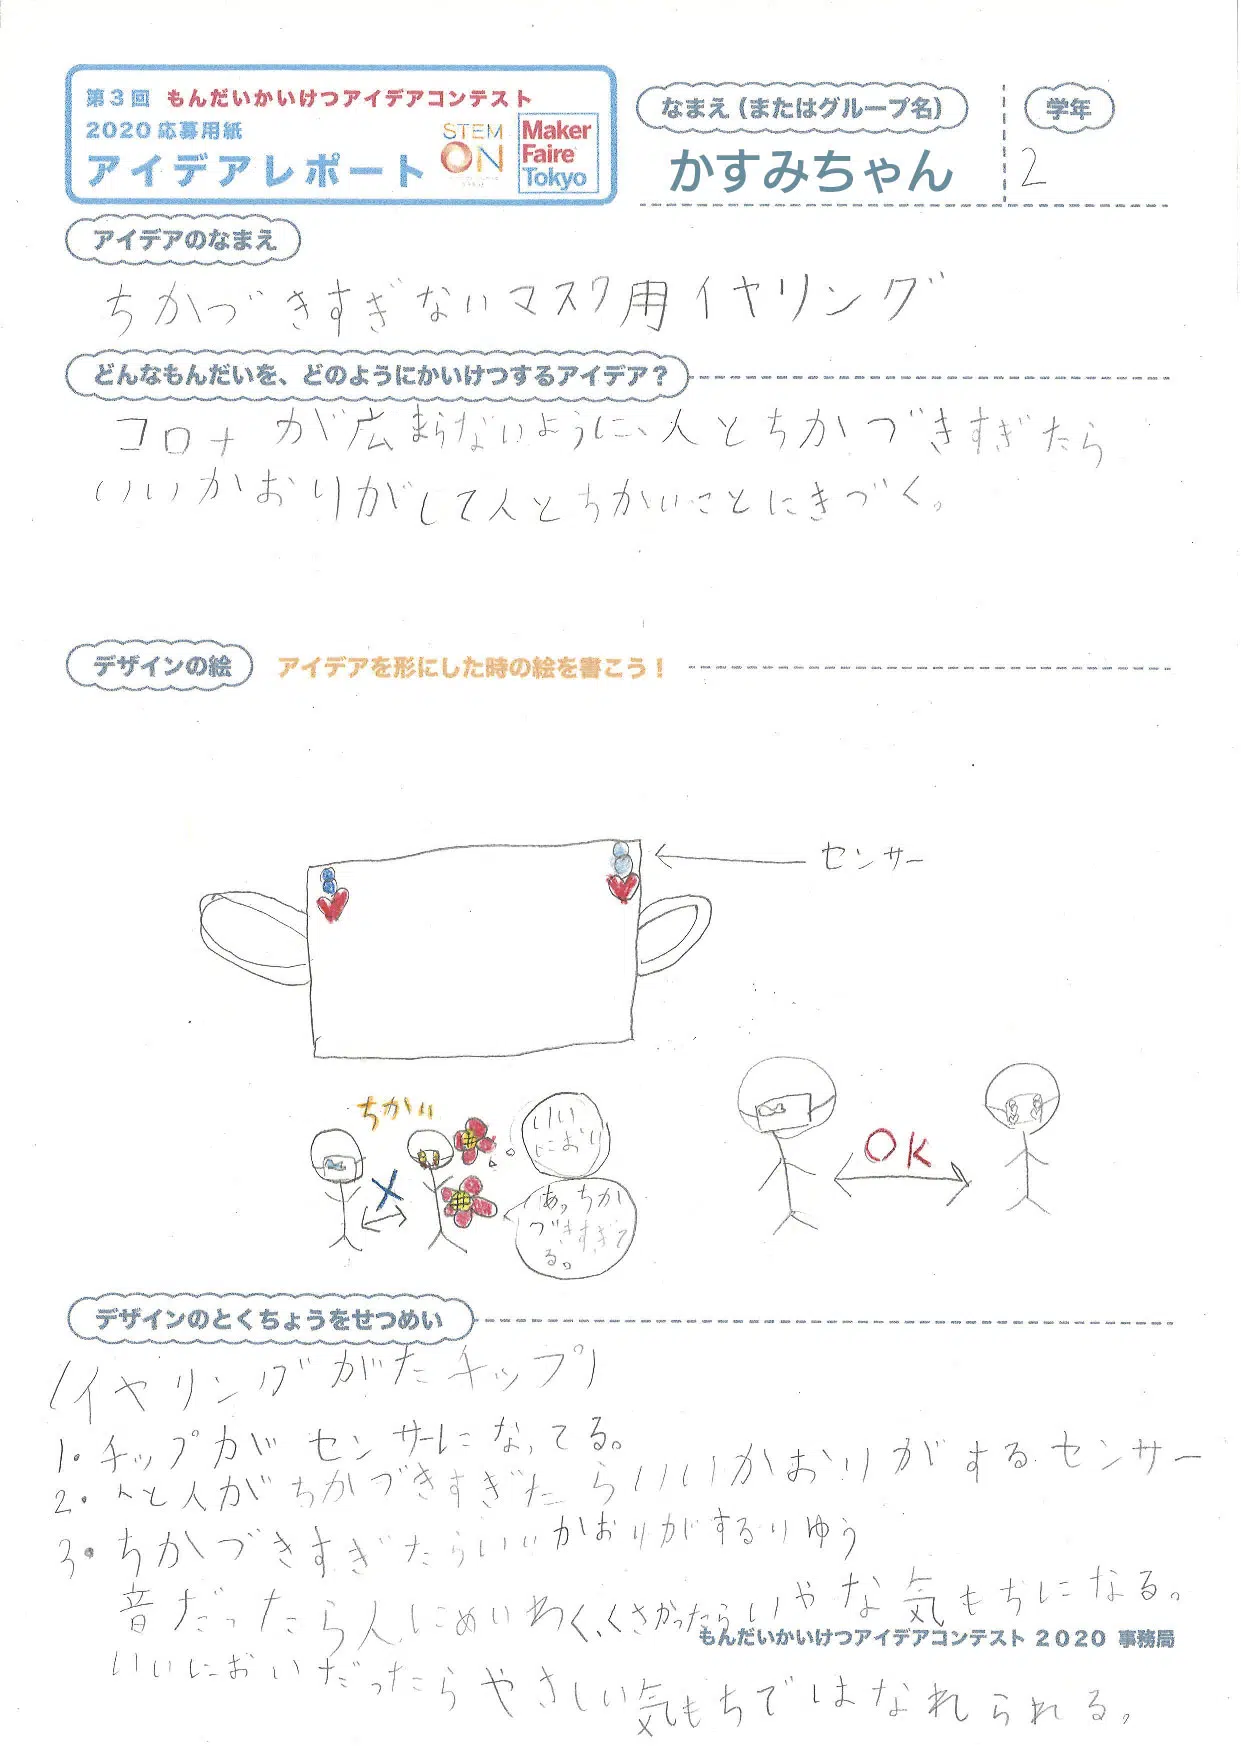 第3回 もんだいかいけつアイデアコンテスト
2020応募用紙
アイデアレポート
STEM
ON
Maker
Faire
Tokyo
なまえ(またはグループ名)
学年
かすみちゃん
2
アイデアのなまえ
ちかづきすぎないマスク用イヤリング
どんなもんだいを、どのようにかいけつするアイデア?
コロナが広まらないように、人とちかづきすぎたら
いいかおりがして人とちかいことにきづく。
デザインの絵
アイデアを形にした時の絵を書こう!
センサー
ちかい
いい
におい
あっちか
づきすぎて
る。
OK
デザインのとくちょうをせつめい
(イヤリングがたチップ)
1.チップがセンサーになってる。
2.人と人がちかづきすぎたらいいかおりがするセンサー
3.ちかづきすぎたらいいかおりがするりゆう
音だったら人にめいわく、くさかったらいやな気もちになる。
もんだいかいけつアイデアコンテスト 2020 事務局
いいにおいだったらやさしい気もちではなれられる。